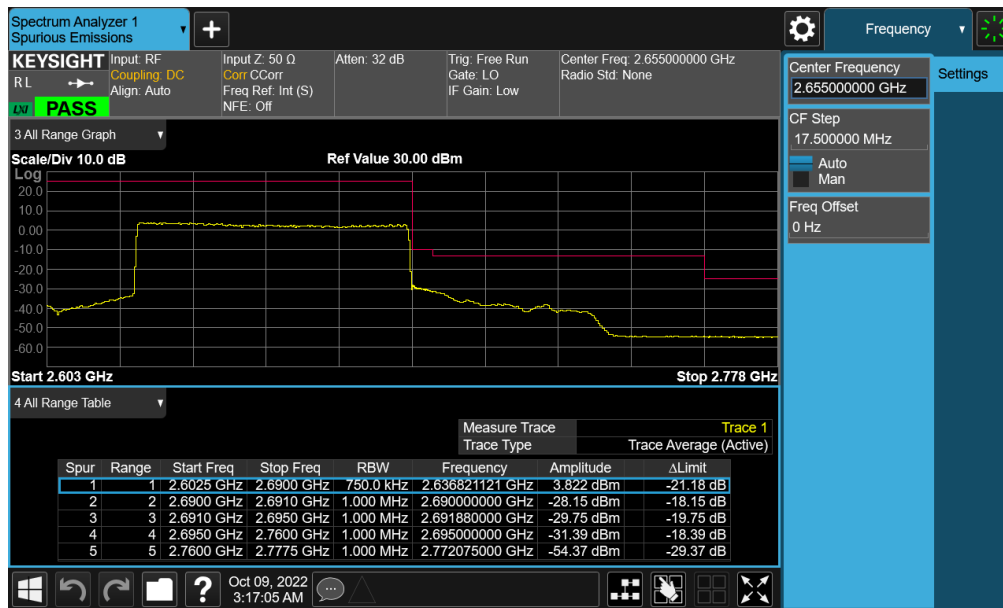 Spectrum Analyzer 1
Spurious Emissions
Frequency
KEYSIGHT
R L
LXI PASS
Input: RF
Coupling: DC
Align: Auto
Input Z: 50 Ω
Corr CCorr
Freq Ref: Int (S)
NFE: Off
Atten: 32 dB
Trig: Free Run
Gate: LO
IF Gain: Low
Center Freq: 2.655000000 GHz
Radio Std: None
Center Frequency
2.655000000 GHz
Settings
CF Step
17.500000 MHz
Auto
Man
Freq Offset
0 Hz
3 All Range Graph
Scale/Div 10.0 dB
Ref Value 30.00 dBm
Log
20.0
10.0
0.00
-10.0
-20.0
-30.0
-40.0
-50.0
-60.0
Start 2.603 GHz
Stop 2.778 GHz
4 All Range Table
Measure Trace Trace 1
Trace Type Trace Average (Active)
Spur Range Start Freq Stop Freq RBW Frequency Amplitude ΔLimit
1 1 2.6025 GHz 2.6900 GHz 750.0 kHz 2.636821121 GHz 3.822 dBm -21.18 dB
2 2 2.6900 GHz 2.6910 GHz 1.000 MHz 2.690000000 GHz -28.15 dBm -18.15 dB
3 3 2.6910 GHz 2.6950 GHz 1.000 MHz 2.691880000 GHz -29.75 dBm -19.75 dB
4 4 2.6950 GHz 2.7600 GHz 1.000 MHz 2.695000000 GHz -31.39 dBm -18.39 dB
5 5 2.7600 GHz 2.7775 GHz 1.000 MHz 2.772075000 GHz -54.37 dBm -29.37 dB
Oct 09, 2022
3:17:05 AM